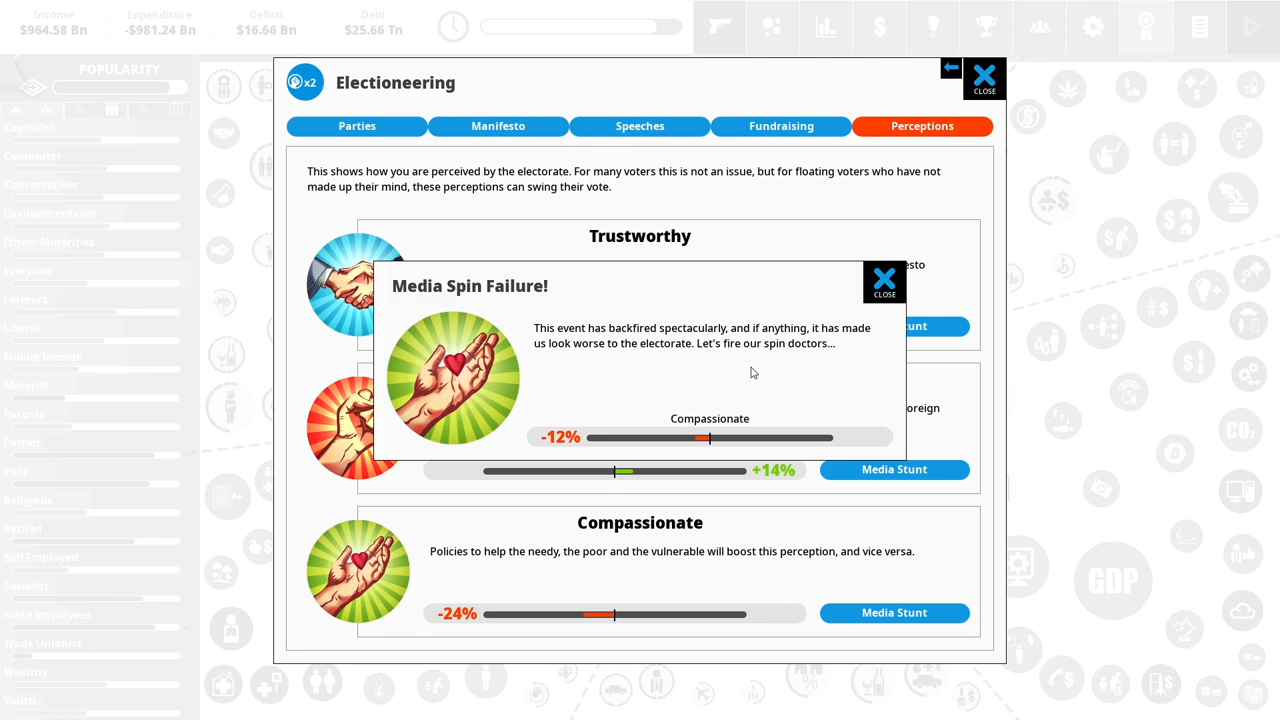 Income
Expenditure
Deficit
Debt
$964.58 Bn
-$981.24 Bn
$16.66 Bn
$25.66 Tn
POPULARITY
Capitalist
Commuter
Conservatives
Environmentalist
Ethnic Minorities
Everyone
Farmers
Liberal
Middle Income
Motorist
Parents
Patriot
Poor
Religious
Retired
Self Employed
Socialist
State Employees
Trade Unionist
Wealthy
Youth
x2
Electioneering
CLOSE
Parties
Manifesto
Speeches
Fundraising
Perceptions
This shows how you are perceived by the electorate. For many voters this is not an issue, but for floating voters who have not
made up their mind, these perceptions can swing their vote.
Trustworthy
esto
tunt
Media Spin Failure!
CLOSE
This event has backfired spectacularly, and if anything, it has made
us look worse to the electorate. Let's fire our spin doctors...
Compassionate
-12%
oreign
+14%
Media Stunt
Compassionate
Policies to help the needy, the poor and the vulnerable will boost this perception, and vice versa.
-24%
Media Stunt
GDP
CO₂